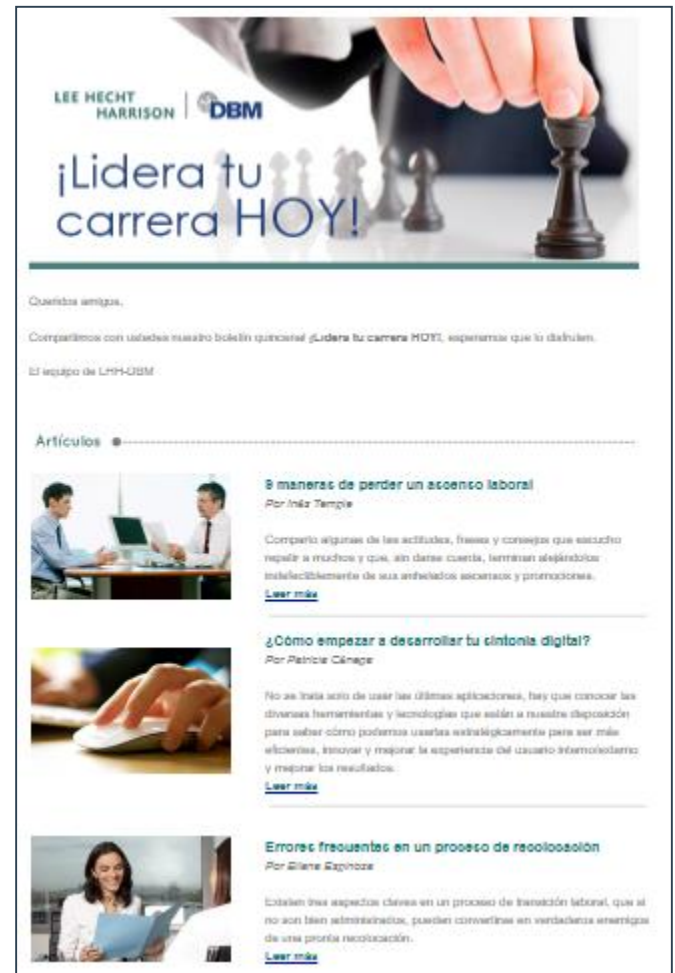 LEE HECHT
HARRISON
DBM
¡Lidera tu
carrera HOY!
Queridos amigos,
Compartimos con ustedes nuestro boletín quincenal ¡Lidera tu carrera HOY!, esperamos que lo disfruten.
El equipo de LHH-DBM
Artículos
9 maneras de perder un ascenso laboral
Por Inés Temple
Comparto algunas de las actitudes, frases y consejos que escucho
repetir a muchos y que, sin darse cuenta, terminan alejándolos
indefectiblemente de sus anhelados ascensos y promociones.
Leer más
¿Cómo empezar a desarrollar tu sintonía digital?
Por Patricia Cánepa
No se trata solo de usar las últimas aplicaciones, hay que conocer las
diversas herramientas y tecnologías que están a nuestra disposición
para saber cómo podemos usarlas estratégicamente para ser más
eficientes, innovar y mejorar la experiencia del usuario interno/externo
y mejorar los resultados.
Leer más
Errores frecuentes en un proceso de recolocación
Por Eliana Espinoza
Existen tres aspectos claves en un proceso de transición laboral, que si
no son bien administrados, pueden convertirse en verdaderos enemigos
de una pronta recolocación.
Leer más